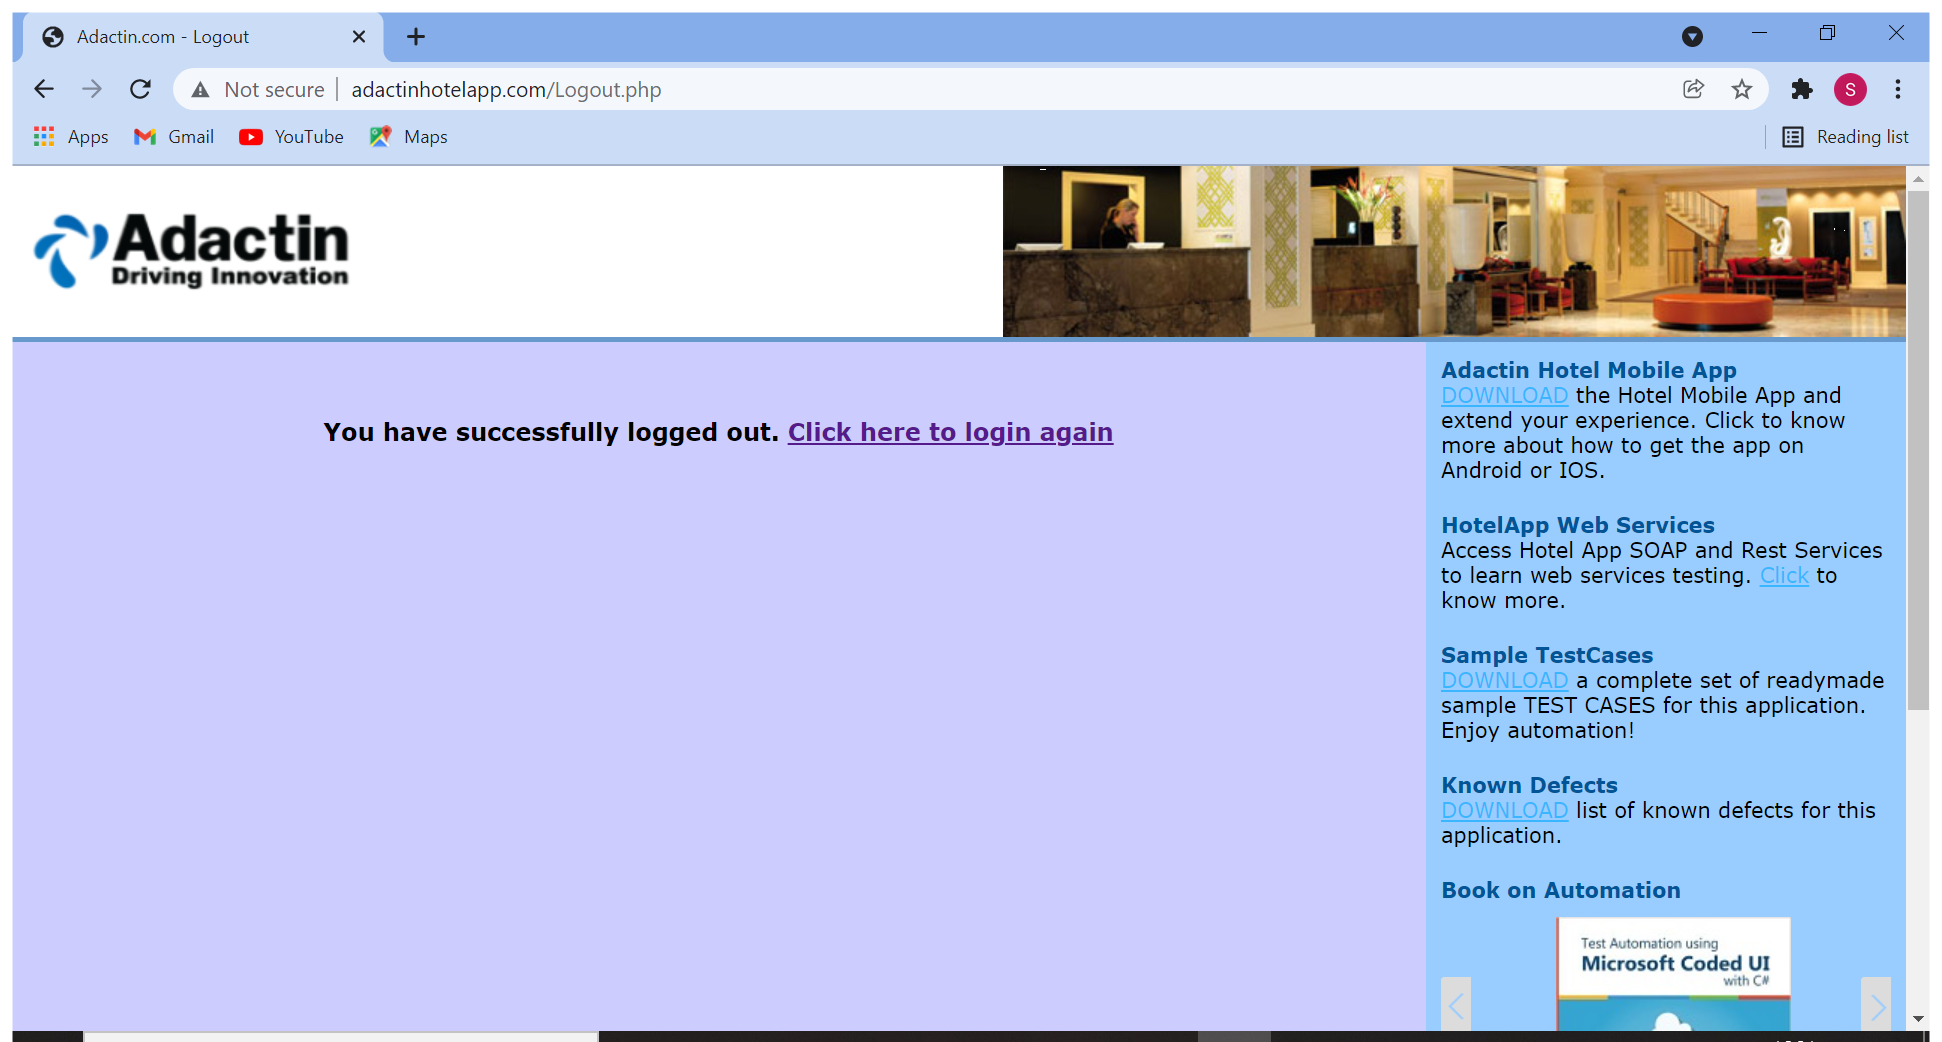 Adactin.com - Logout
Not secure
adactinhotelapp.com/Logout.php
S
Apps
Gmail
YouTube
Maps
Reading list
Adactin
Driving Innovation
You have successfully logged out. Click here to login again
Adactin Hotel Mobile App
DOWNLOAD the Hotel Mobile App and
extend your experience. Click to know
more about how to get the app on
Android or IOS.
HotelApp Web Services
Access Hotel App SOAP and Rest Services
to learn web services testing. Click to
know more.
Sample TestCases
DOWNLOAD a complete set of readymade
sample TEST CASES for this application.
Enjoy automation!
Known Defects
DOWNLOAD list of known defects for this
application.
Book on Automation
Test Automation using
Microsoft Coded UI
with C#